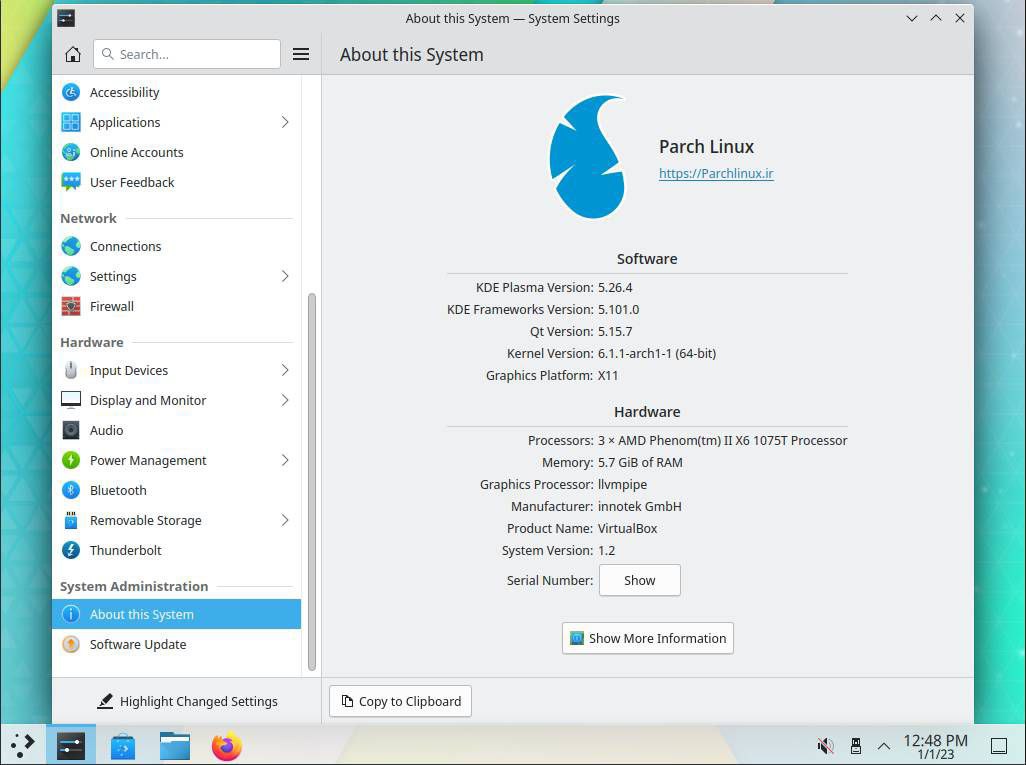 About this System — System Settings
Search...
About this System
Accessibility
Applications
Online Accounts
User Feedback
Network
Connections
Settings
Firewall
Hardware
Input Devices
Display and Monitor
Audio
Power Management
Bluetooth
Removable Storage
Thunderbolt
System Administration
About this System
Software Update
Highlight Changed Settings
Parch Linux
https://Parchlinux.ir
Software
KDE Plasma Version: 5.26.4
KDE Frameworks Version: 5.101.0
Qt Version: 5.15.7
Kernel Version: 6.1.1-arch1-1 (64-bit)
Graphics Platform: X11
Hardware
Processors: 3 × AMD Phenom(tm) II X6 1075T Processor
Memory: 5.7 GiB of RAM
Graphics Processor: llvmpipe
Manufacturer: innotek GmbH
Product Name: VirtualBox
System Version: 1.2
Serial Number: Show
Show More Information
Copy to Clipboard
12:48 PM
1/1/23